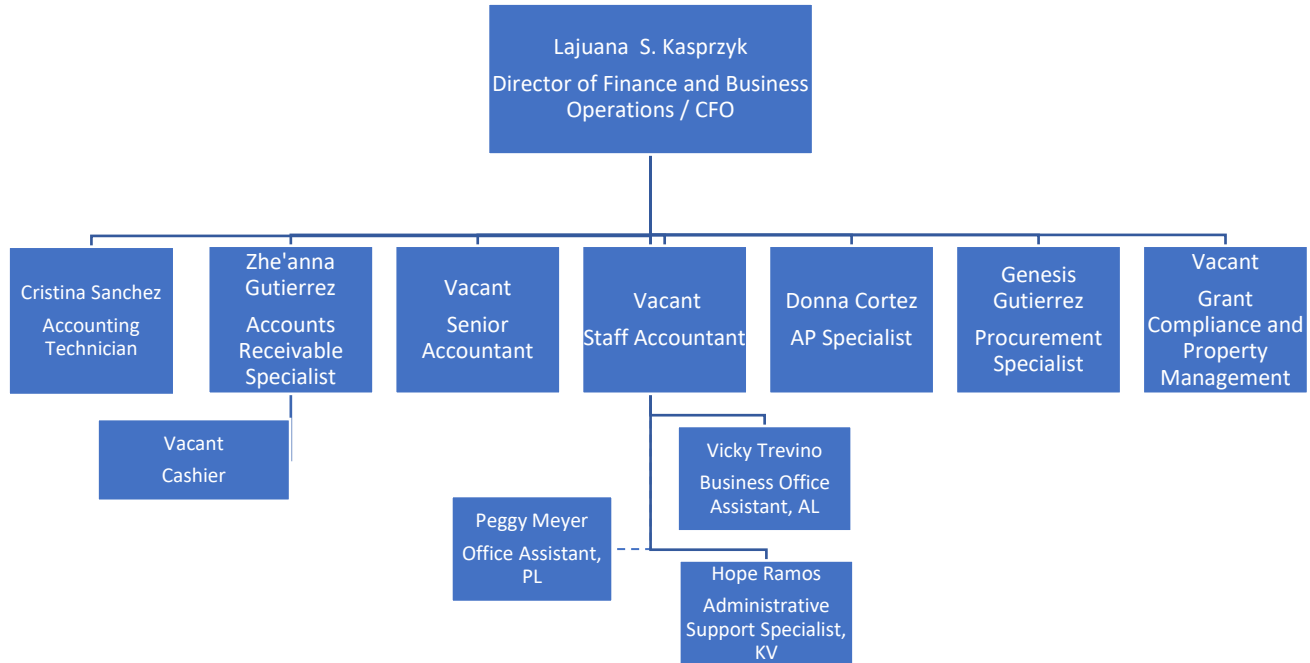 Lajuana S. Kasprzyk
Director of Finance and Business
Operations / CFO
Cristina Sanchez
Accounting
Technician
Zhe'anna
Gutierrez
Accounts
Receivable
Specialist
Vacant
Senior
Accountant
Vacant
Staff Accountant
Donna Cortez
AP Specialist
Genesis
Gutierrez
Procurement
Specialist
Vacant
Grant
Compliance and
Property
Management
Vacant
Cashier
Vicky Trevino
Business Office
Assistant, AL
Peggy Meyer
Office Assistant,
PL
Hope Ramos
Administrative
Support Specialist,
KV